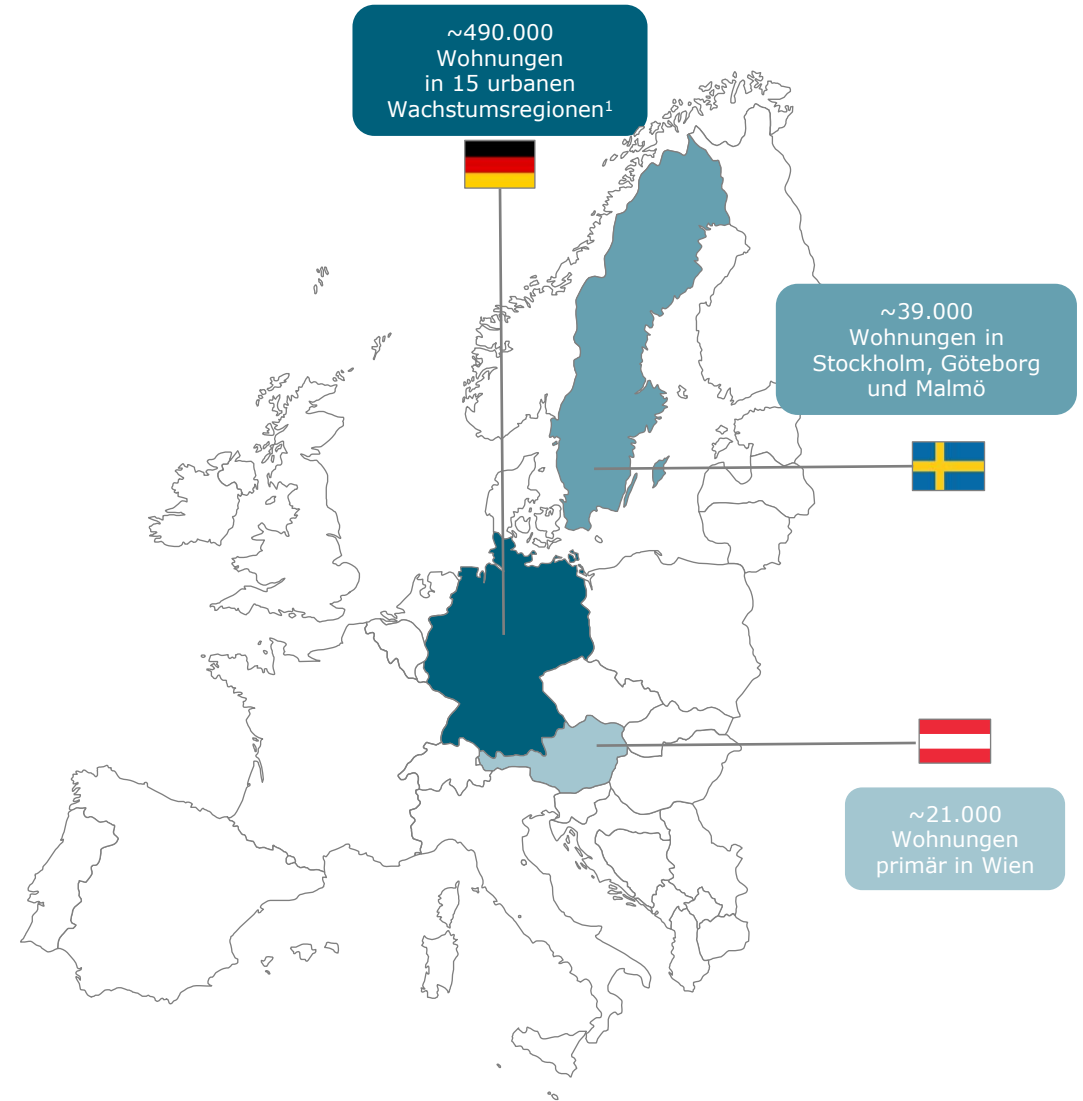 ~490.000
Wohnungen
in 15 urbanen
Wachstumsregionen¹
~39.000
Wohnungen in
Stockholm, Göteborg
und Malmö
~21.000
Wohnungen
primär in Wien